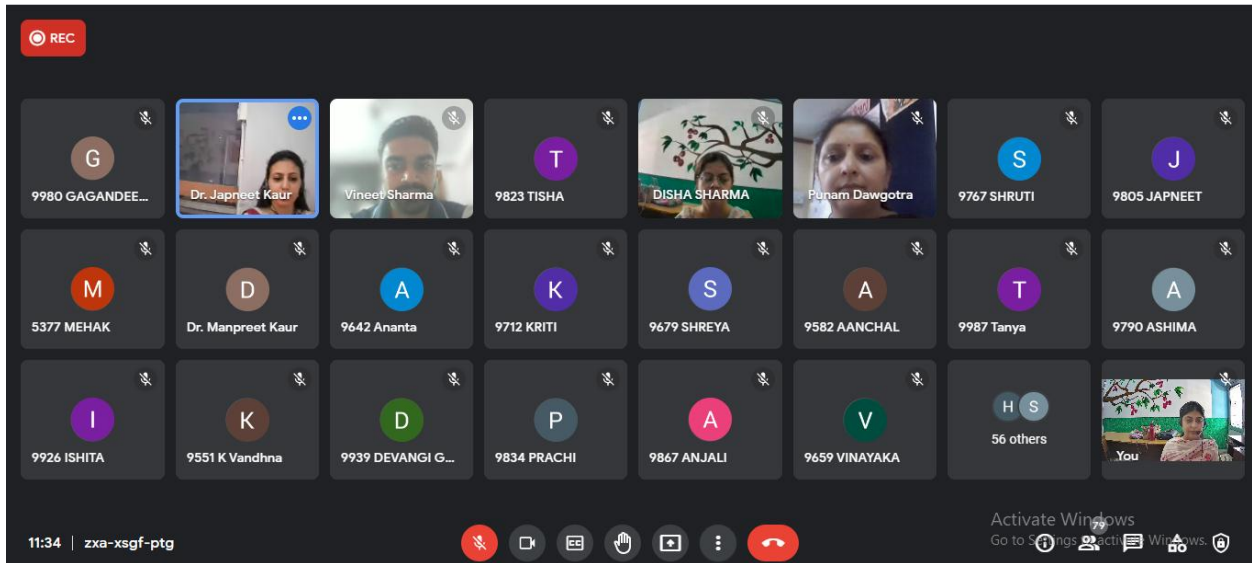 REC
G
9980 GAGANDEE...
Dr. Japneet Kaur
Vineet Sharma
T
9823 TISHA
DISHA SHARMA
Punam Dawgotra
S
9767 SHRUTI
J
9805 JAPNEET
M
5377 MEHAK
D
Dr. Manpreet Kaur
A
9642 Ananta
K
9712 KRITI
S
9679 SHREYA
A
9582 AANCHAL
T
9987 Tanya
A
9790 ASHIMA
I
9926 ISHITA
K
9551 K Vandhna
D
9939 DEVANGI G...
P
9834 PRACHI
A
9867 ANJALI
V
9659 VINAYAKA
H S
56 others
You
11:34 | zxa-xsgf-ptg
CC
79
Activate Windows
Go to Settings to activate Windows.